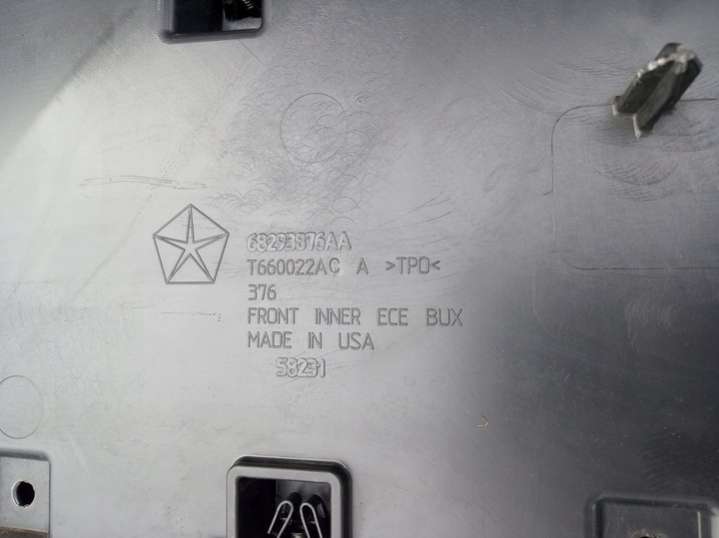 68293876AA
T660022AC A >TPO<
376
FRONT INNER ECE BUX
MADE IN USA
58231